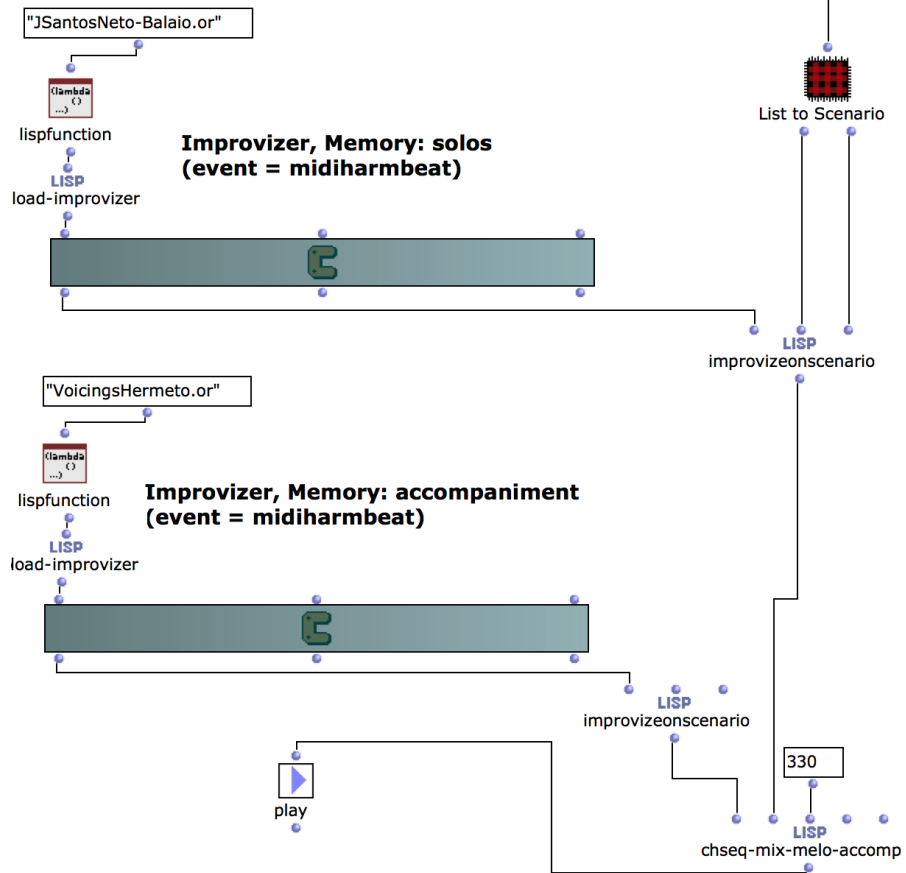 "JSantosNeto-Balaio.or"
(lambda
()
...)
lispfunction
List to Scenario
Improvizer, Memory: solos
(event = midiharmbeat)
LISP
load-improvizer
LISP
improvizeonscenario
"VoicingsHermeto.or"
(lambda
()
...)
lispfunction
Improvizer, Memory: accompaniment
(event = midiharmbeat)
LISP
load-improvizer
LISP
improvizeonscenario
330
play
LISP
chseq-mix-melo-accomp